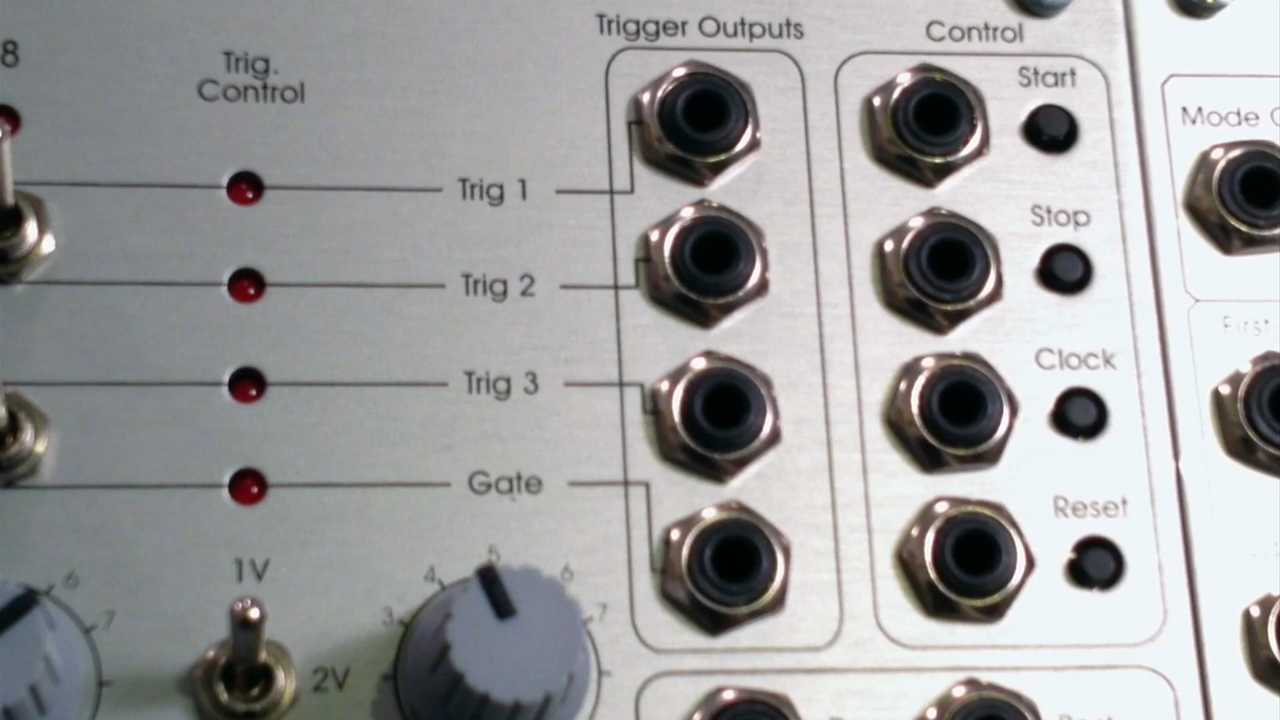 8
Trig.
Control
Trigger Outputs
Control
Start
Mode
Trig 1
Stop
Trig 2
First
Clock
Trig 3
Gate
Reset
1V
2V
6
7
3
4
5
6
7